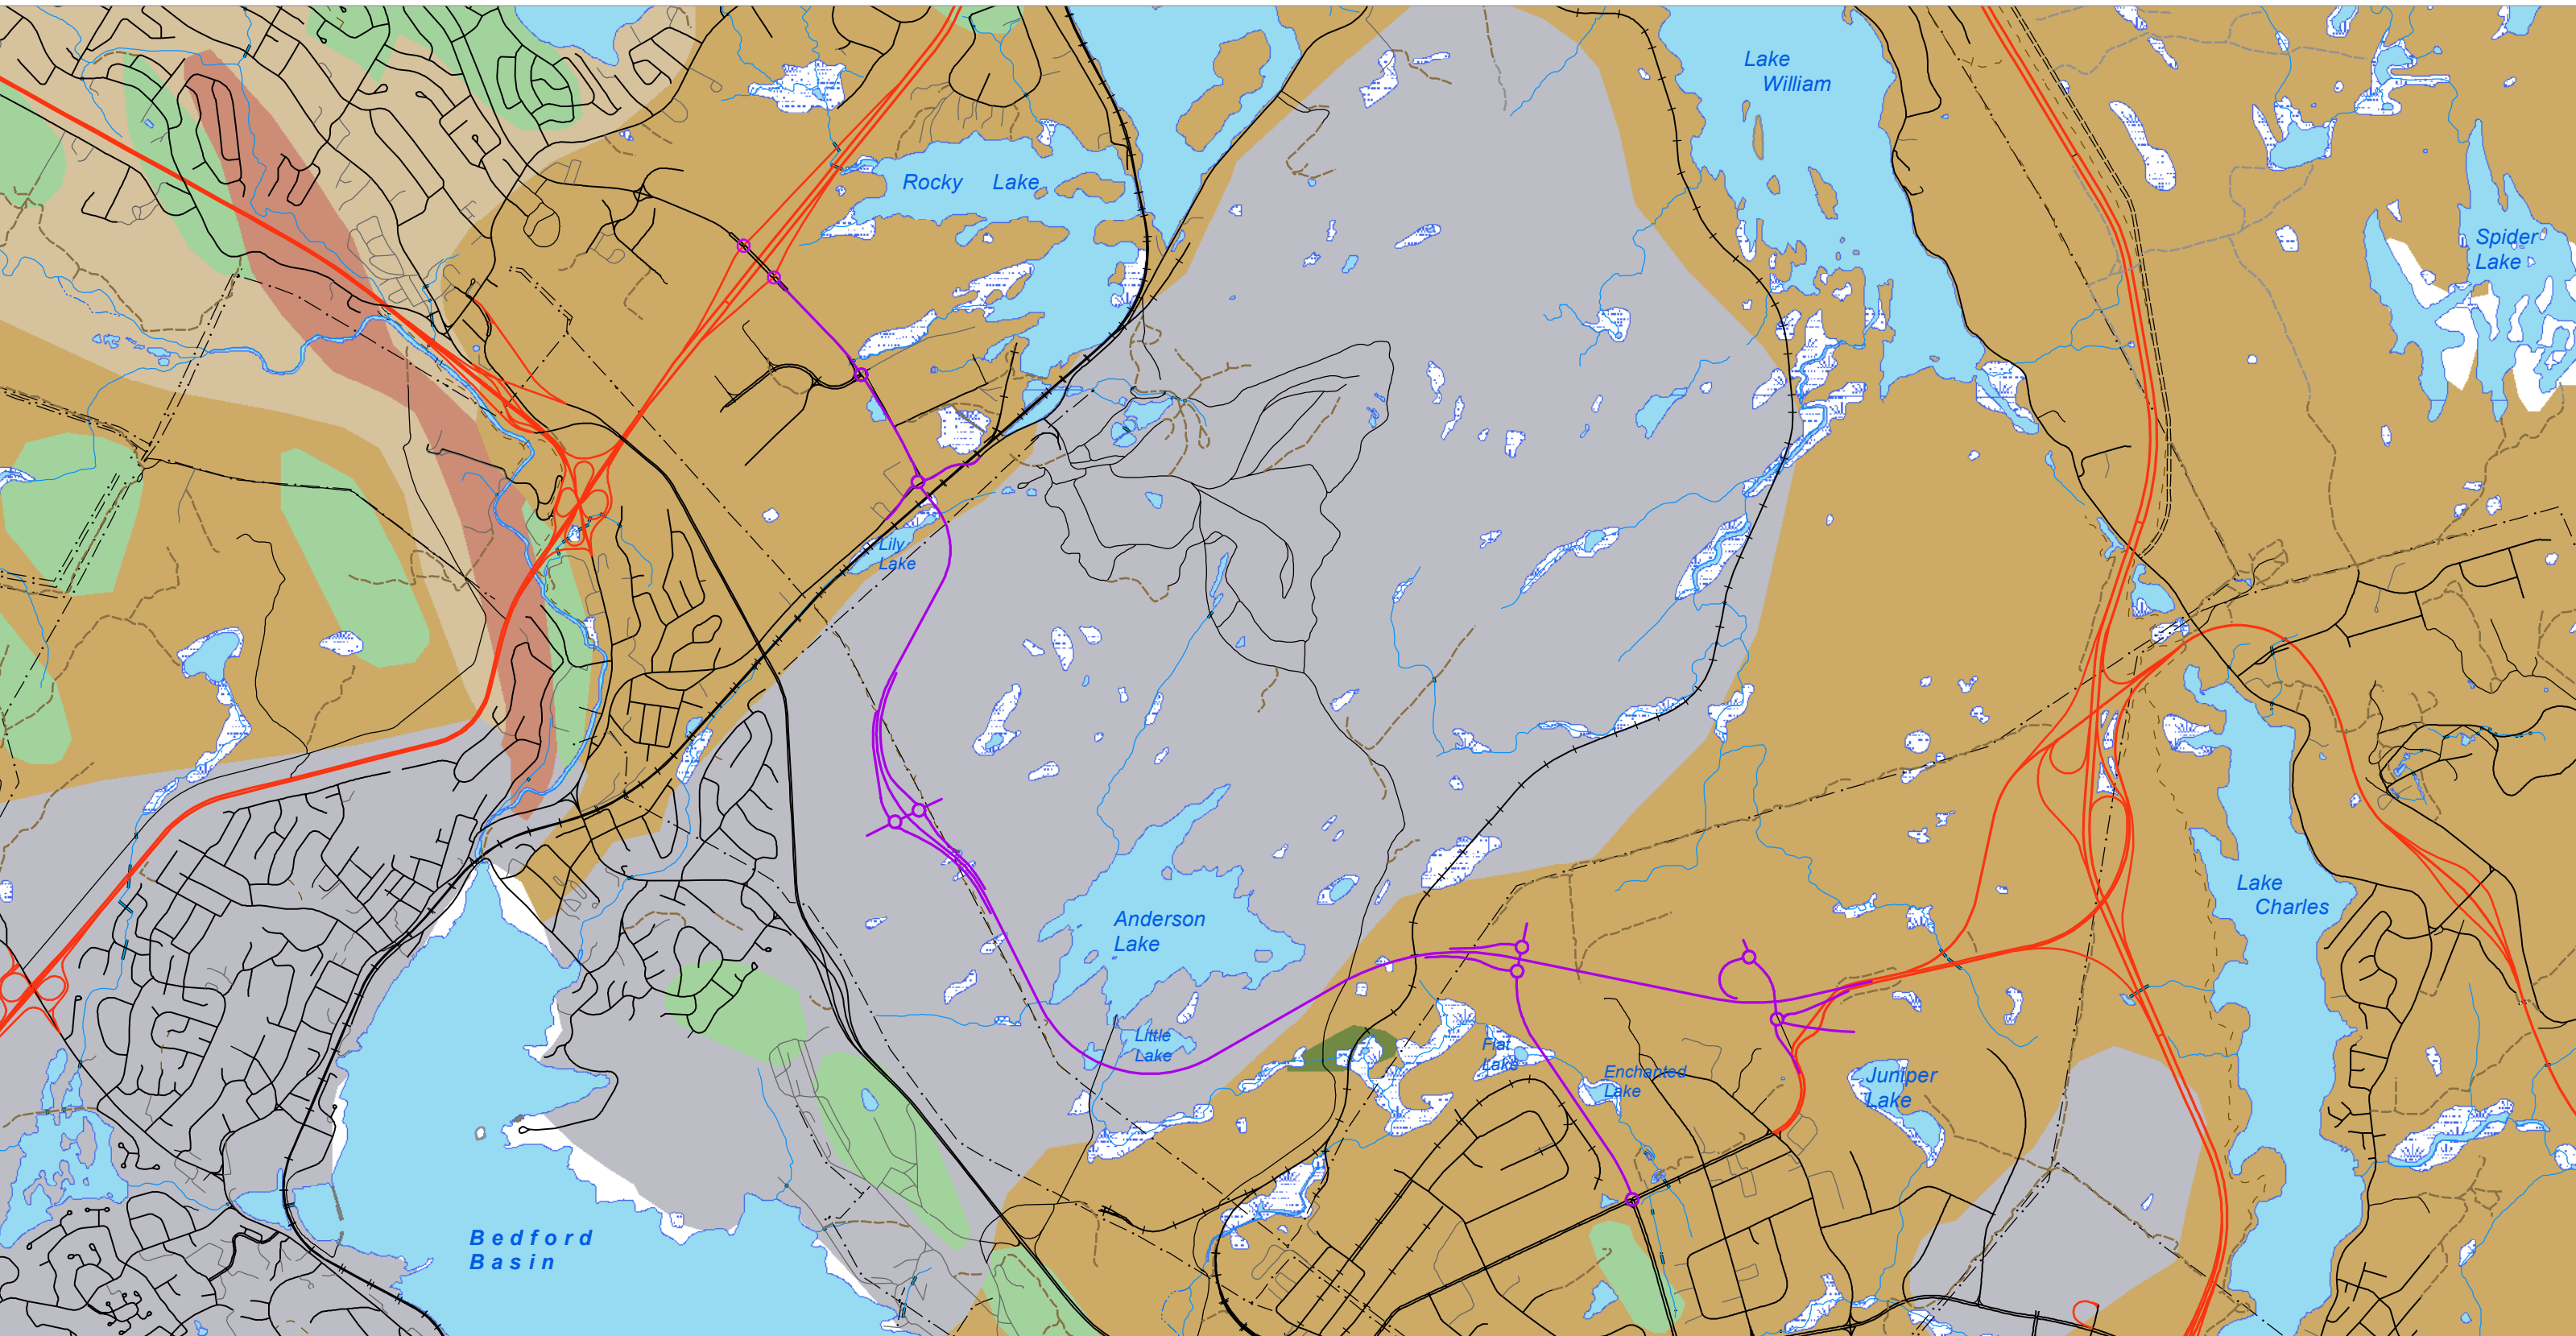 Lake
William
Rocky Lake
Spider
Lake
Lily
Lake
Lake
Charles
Anderson
Lake
Little
Lake
Flat
Lake
Enchanted
Lake
Juniper
Lake
Bedford
Basin